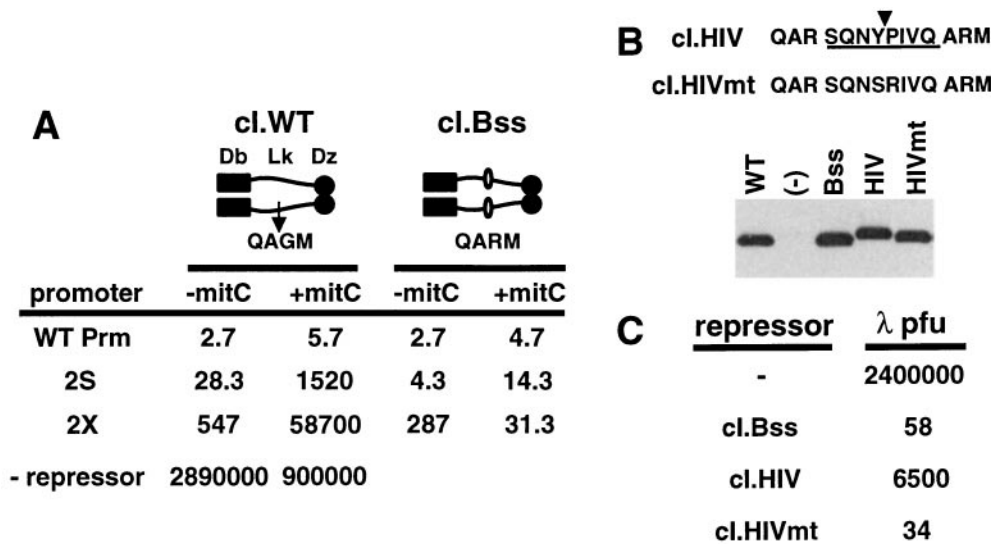 A
cI.WT cI.Bss
Db Lk Dz
QAGM QARM
promoter -mitC +mitC -mitC +mitC
WT Prm 2.7 5.7 2.7 4.7
2S 28.3 1520 4.3 14.3
2X 547 58700 287 31.3
- repressor 2890000 900000
B
cI.HIV QAR SQNYPIVQ ARM
cI.HIVmt QAR SQNSRIVQ ARM
WT (-) Bss HIV HIVmt
C
repressor λ pfu
- 2400000
cI.Bss 58
cI.HIV 6500
cI.HIVmt 34